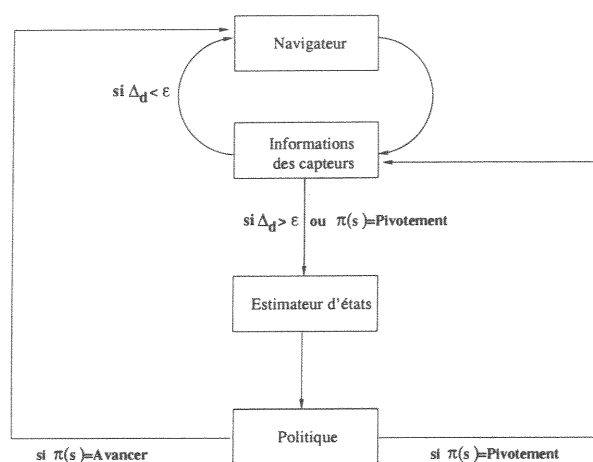 Navigateur
si Δd < ε
Informations
des capteurs
si Δd > ε ou π(s)=Pivotement
Estimateur d'états
Politique
si π(s)=Avancer
si π(s)=Pivotement